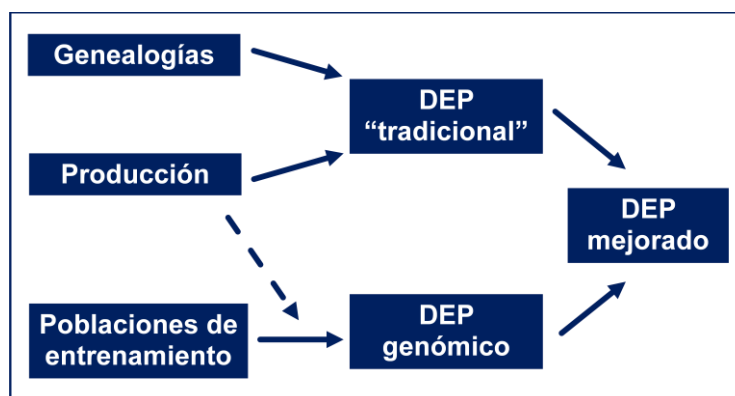 Genealogías
DEP
“tradicional”
Producción
DEP
mejorado
Poblaciones de
entrenamiento
DEP
genómico